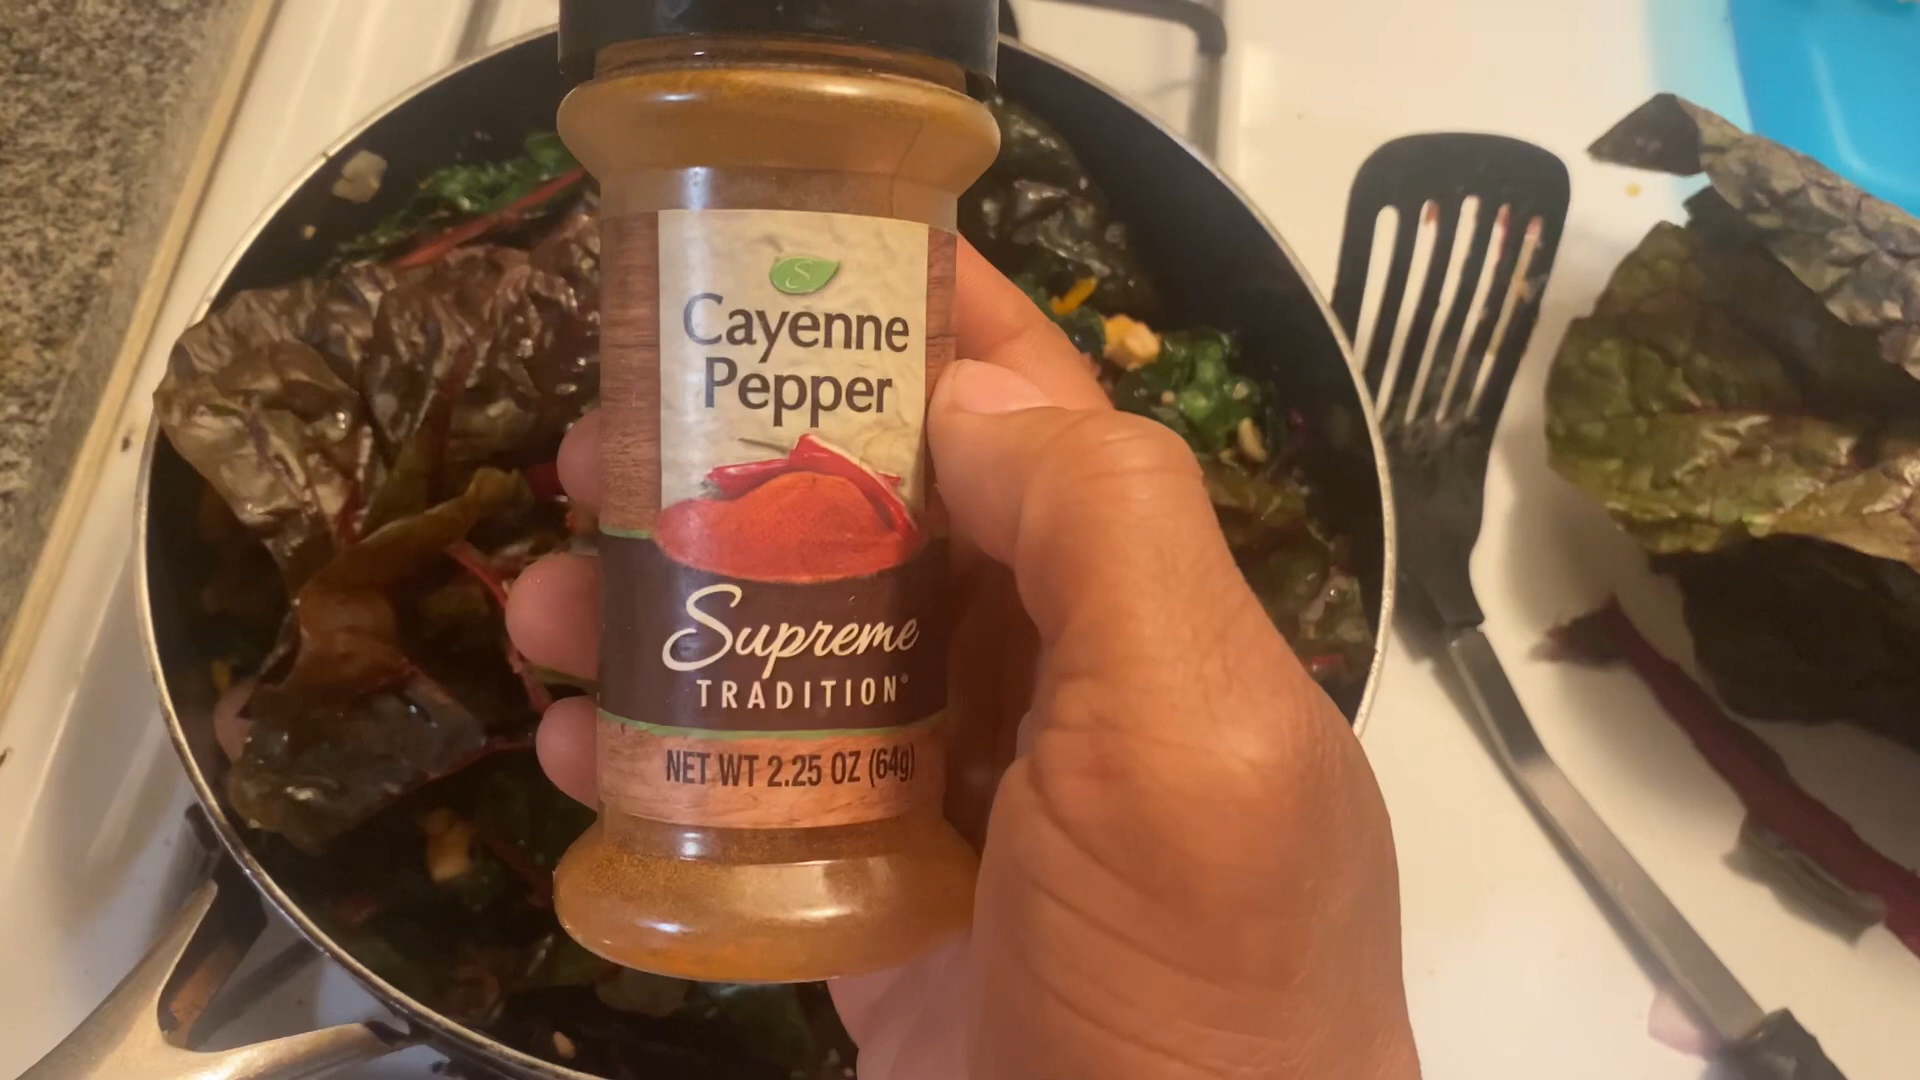 S
Cayenne
Pepper
Supreme
TRADITION®
NET WT 2.25 OZ (64g)